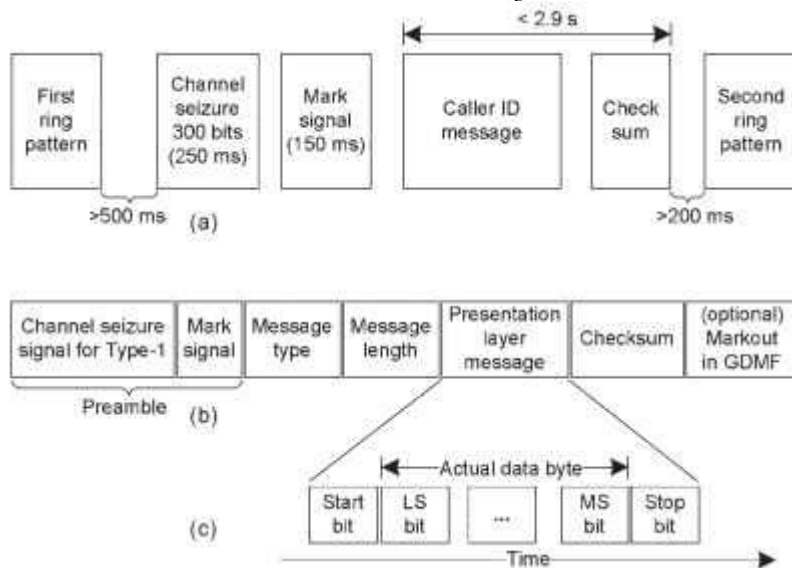 < 2.9 s
First
ring
pattern
Channel
seizure
300 bits
(250 ms)
Mark
signal
(150 ms)
Caller ID
message
Check
sum
Second
ring
pattern
>500 ms
(a)
>200 ms
Channel seizure
signal for Type-1
Mark
signal
Message
type
Message
length
Presentation
layer
message
Checksum
(optional)
Markout
in GDMF
Preamble
(b)
Actual data byte
Start
bit
LS
bit
...
MS
bit
Stop
bit
(c)
Time